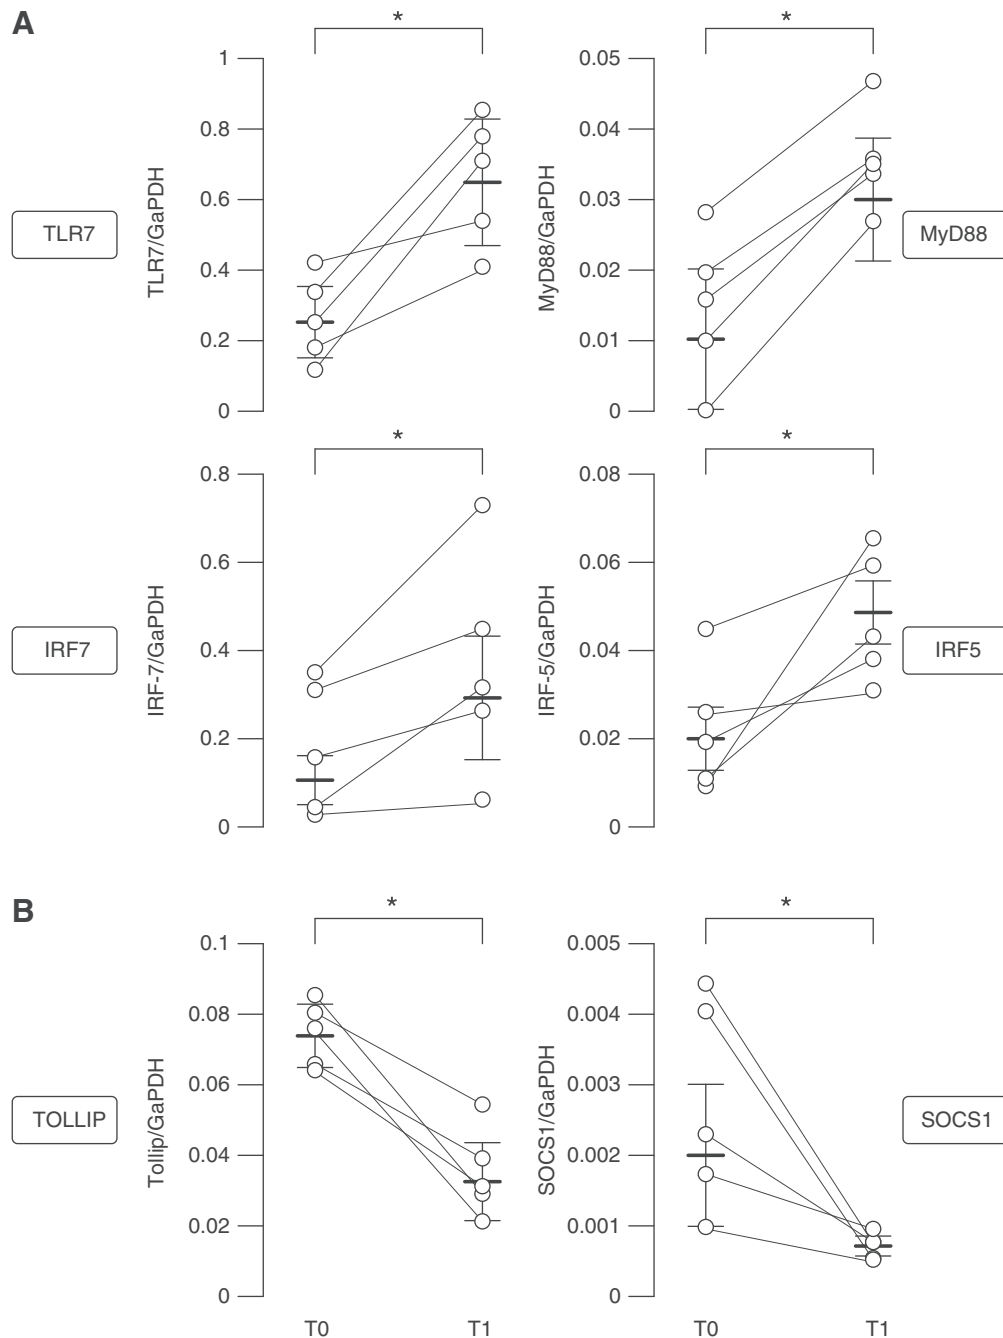 A
*
*
1
0.8
0.6
0.4
0.2
0
TLR7/GaPDH
TLR7
0.05
0.04
0.03
0.02
0.01
0
MyD88/GaPDH
MyD88
*
*
0.8
0.6
0.4
0.2
0
IRF-7/GaPDH
IRF7
0.08
0.06
0.04
0.02
0
IRF-5/GaPDH
IRF5
B
*
*
0.1
0.08
0.06
0.04
0.02
0
Tollip/GaPDH
TOLLIP
0.005
0.004
0.003
0.002
0.001
0
SOCS1/GaPDH
SOCS1
T0
T1
T0
T1